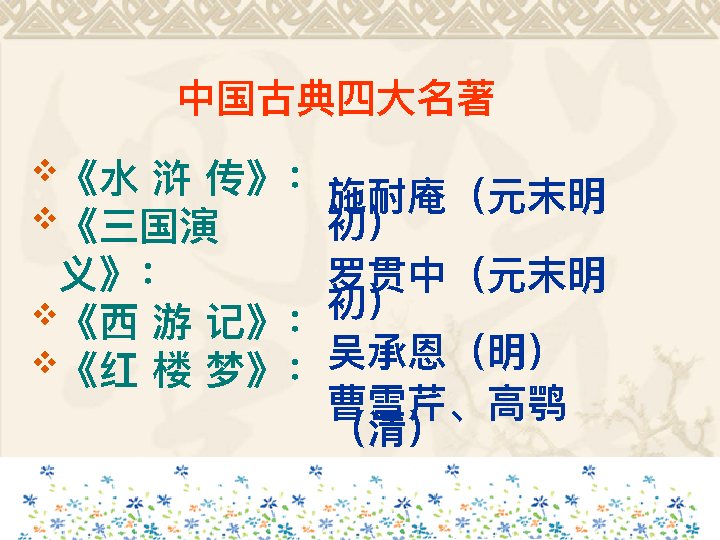 中国古典四大名著
《水 浒 传》：
《三国演
义》：
《西 游 记》：
《红 楼 梦》：
施耐庵（元末明
初）
罗贯中（元末明
初）
吴承恩（明）
曹雪芹、高鹗
（清）